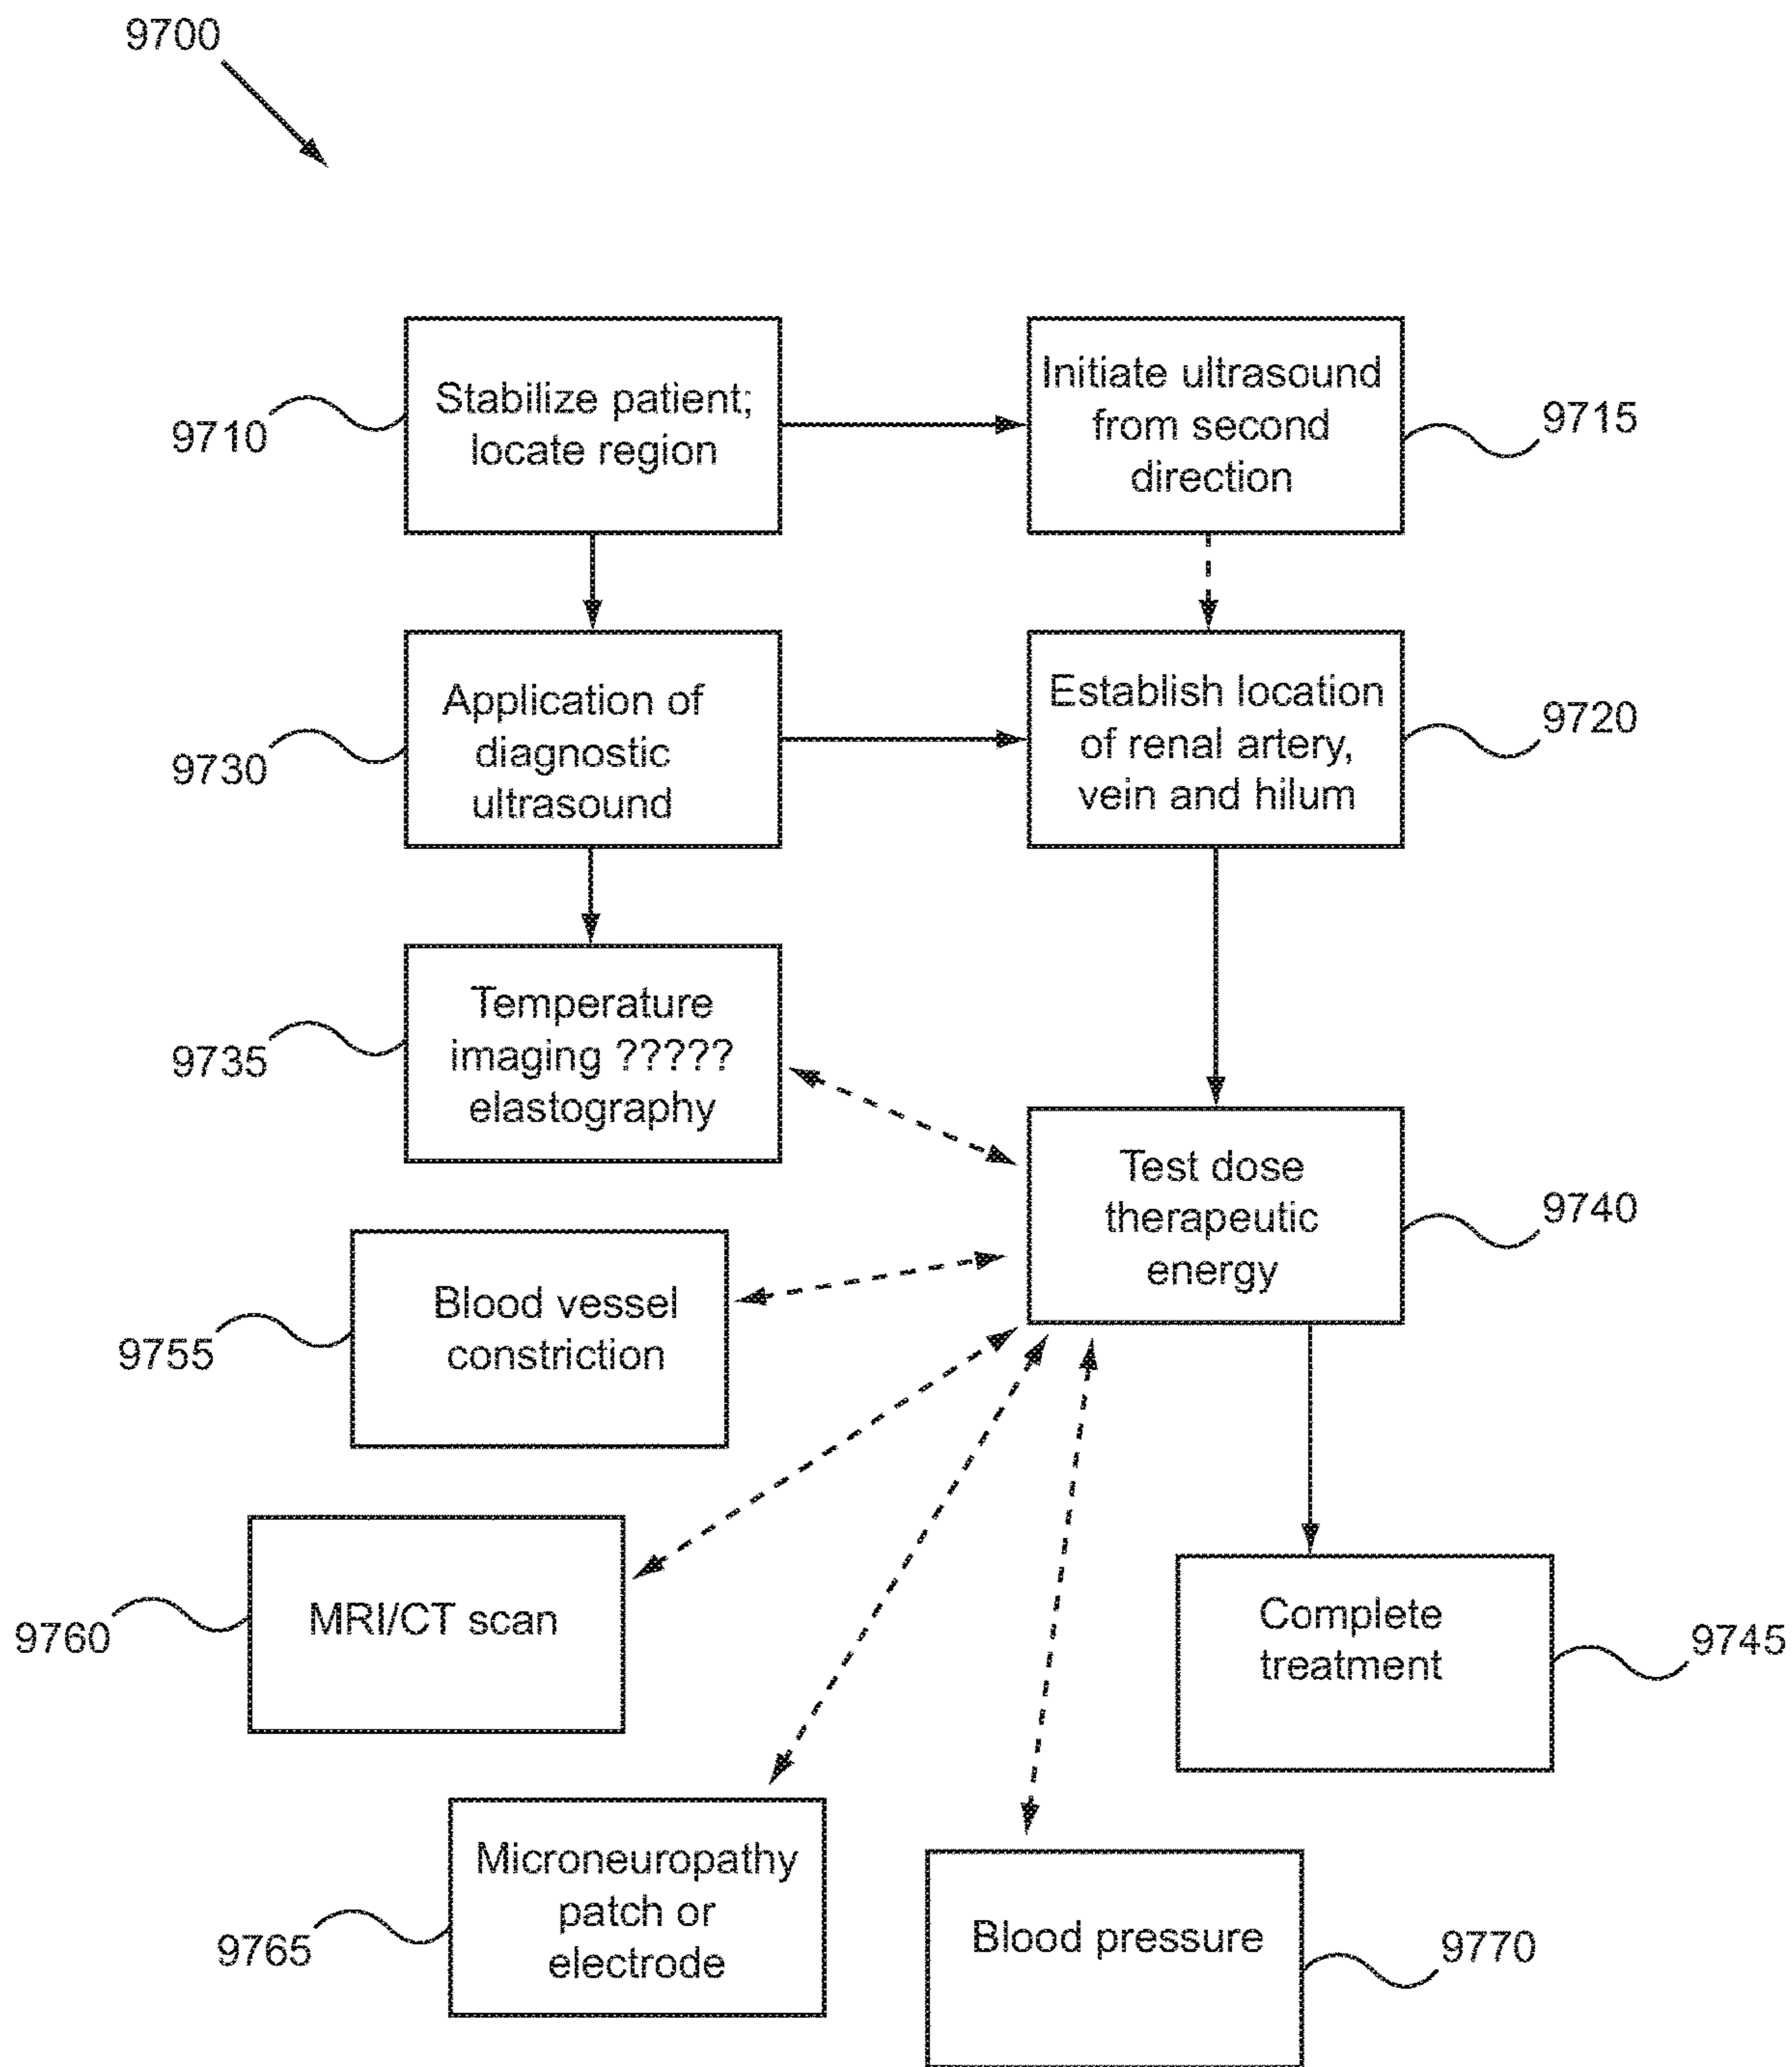 9700
9710
Stabilize patient;
locate region
Initiate ultrasound
from second
direction
9715
9730
Application of
diagnostic
ultrasound
Establish location
of renal artery,
vein and hilum
9720
9735
Temperature
imaging ?????
elastography
Test dose
therapeutic
energy
9740
9755
Blood vessel
constriction
9760
MRI/CT scan
Complete
treatment
9745
9765
Microneuropathy
patch or
electrode
Blood pressure
9770